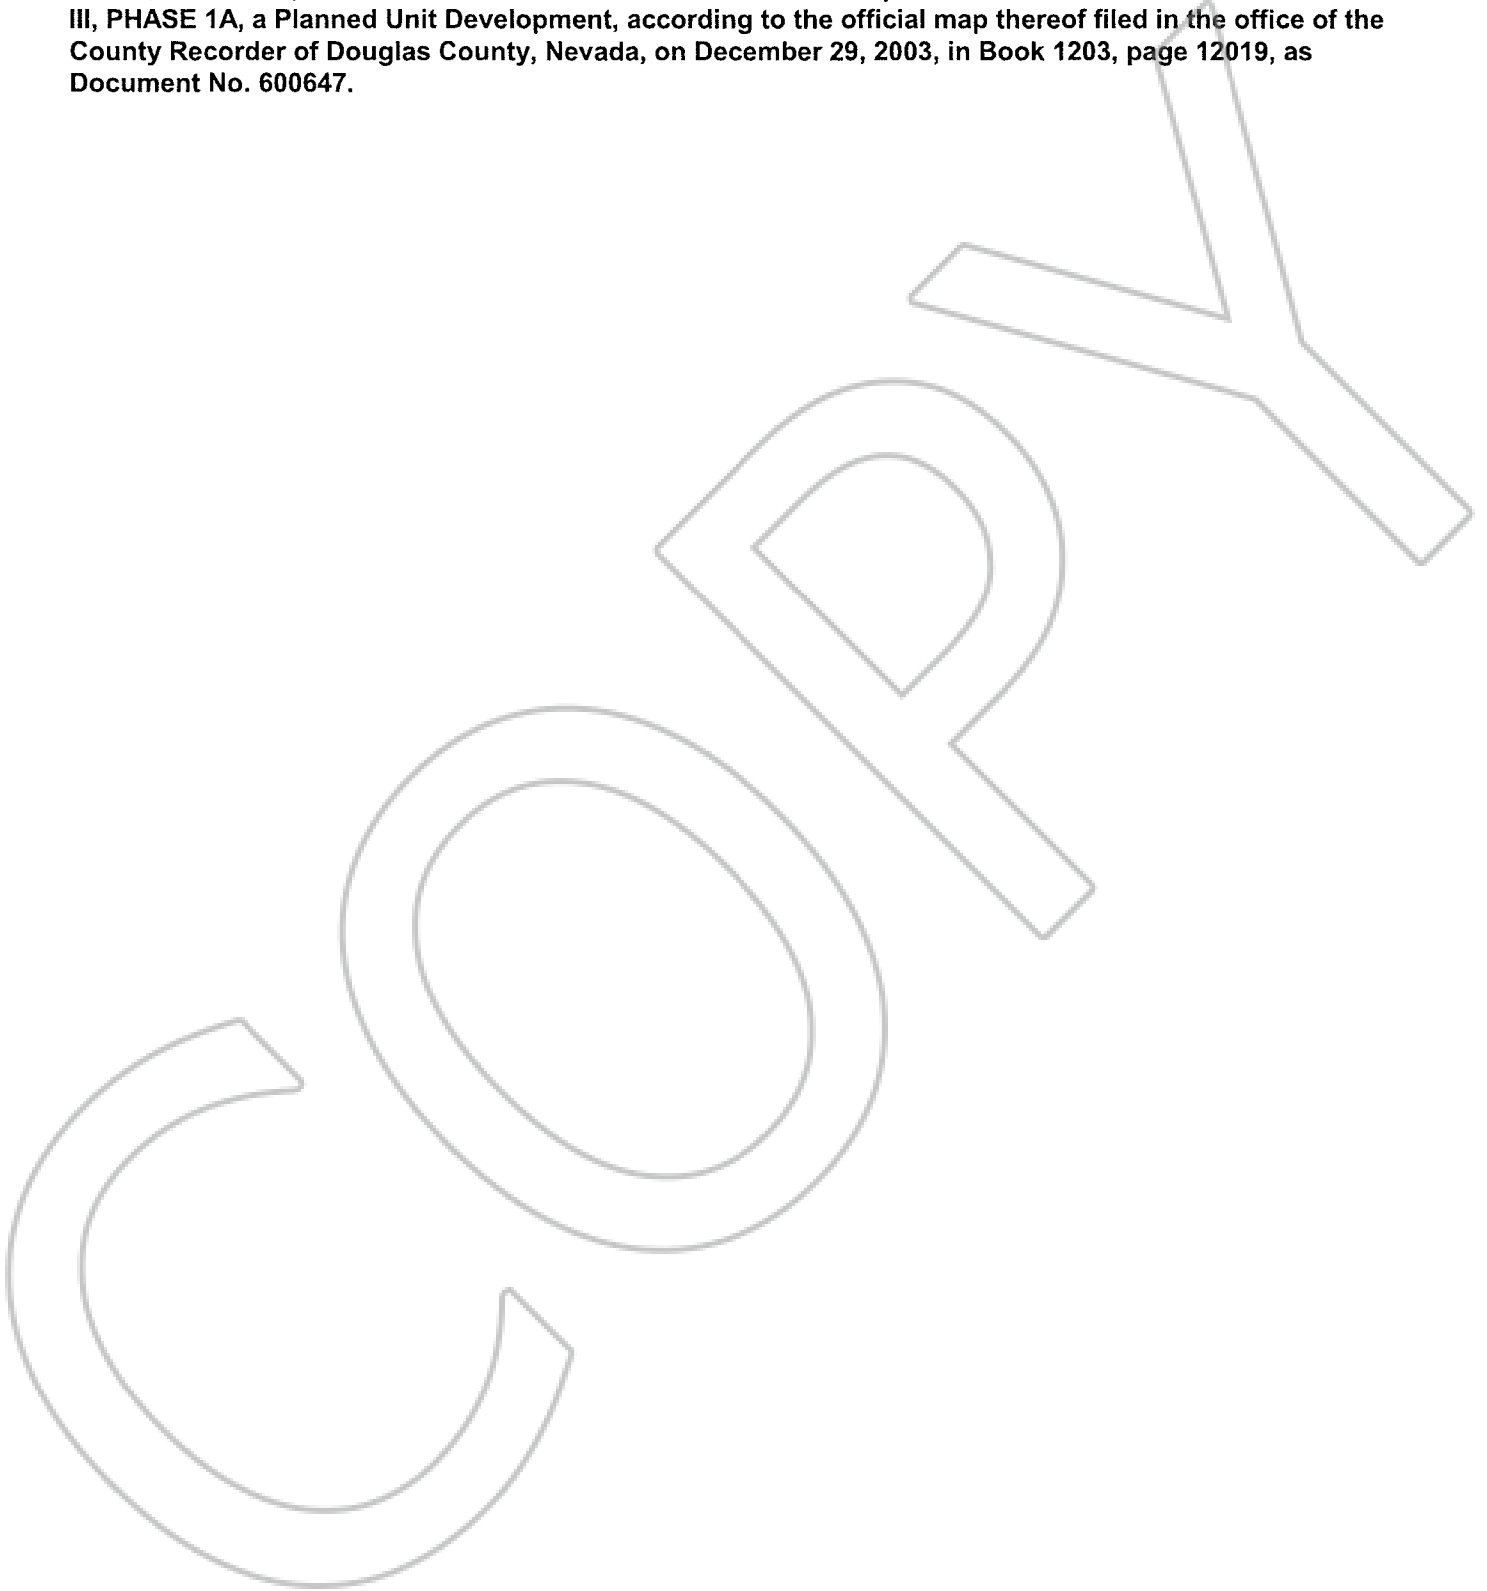 III, PHASE 1A, a Planned Unit Development, according to the official map thereof filed in the office of the
County Recorder of Douglas County, Nevada, on December 29, 2003, in Book 1203, page 12019, as
Document No. 600647.
COPY